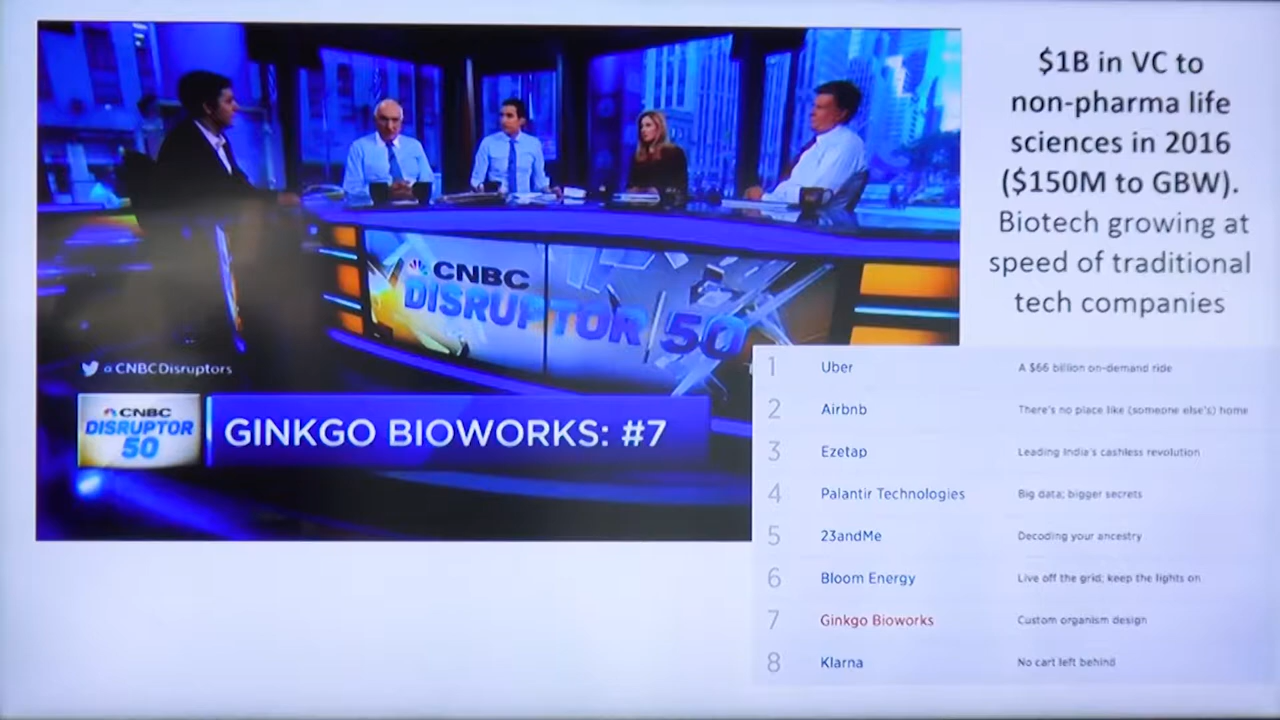 $1B in VC to
non-pharma life
sciences in 2016
($150M to GBW).
Biotech growing at
speed of traditional
tech companies
CNBC
DISRUPTOR 50
@CNBCDisruptors
CNBC
DISRUPTOR
50
GINKGO BIOWORKS: #7
1 Uber A $66 billion on-demand ride
2 Airbnb There's no place like (someone else's) home
3 Ezetap Leading India's cashless revolution
4 Palantir Technologies Big data; bigger secrets
5 23andMe Decoding your ancestry
6 Bloom Energy Live off the grid; keep the lights on
7 Ginkgo Bioworks Custom organism design
8 Klarna No cart left behind